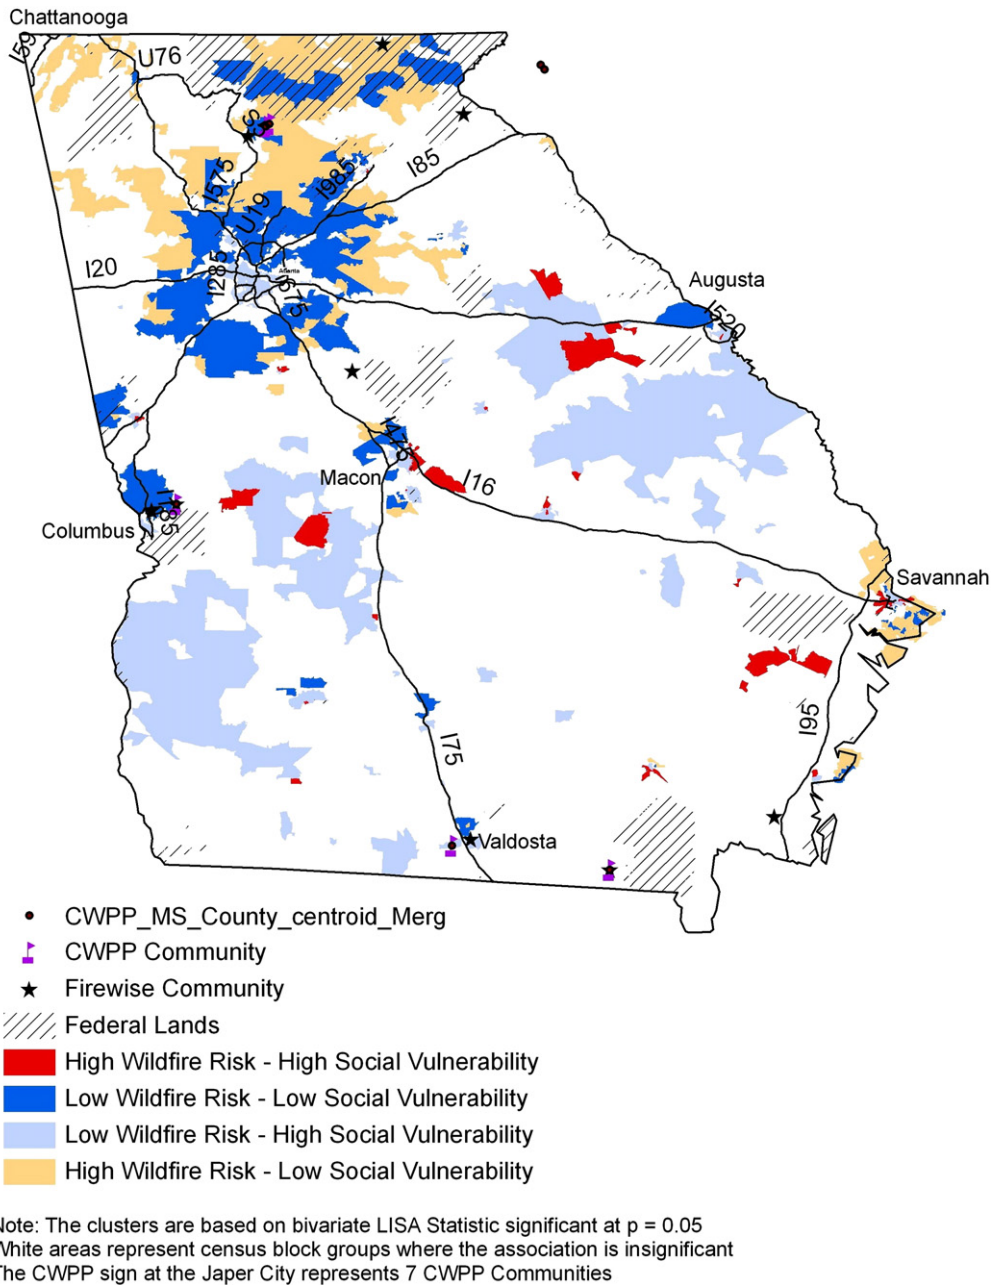 Chattanooga
I59
U76
I575
I985
I85
U19
I20
I285
Atlanta
I675
Augusta
I520
I475
Macon
I16
I185
Columbus
Savannah
I95
I75
Valdosta
CWPP_MS_County_centroid_Merg
CWPP Community
Firewise Community
Federal Lands
High Wildfire Risk - High Social Vulnerability
Low Wildfire Risk - Low Social Vulnerability
Low Wildfire Risk - High Social Vulnerability
High Wildfire Risk - Low Social Vulnerability
Note: The clusters are based on bivariate LISA Statistic significant at p = 0.05
White areas represent census block groups where the association is insignificant
The CWPP sign at the Japer City represents 7 CWPP Communities